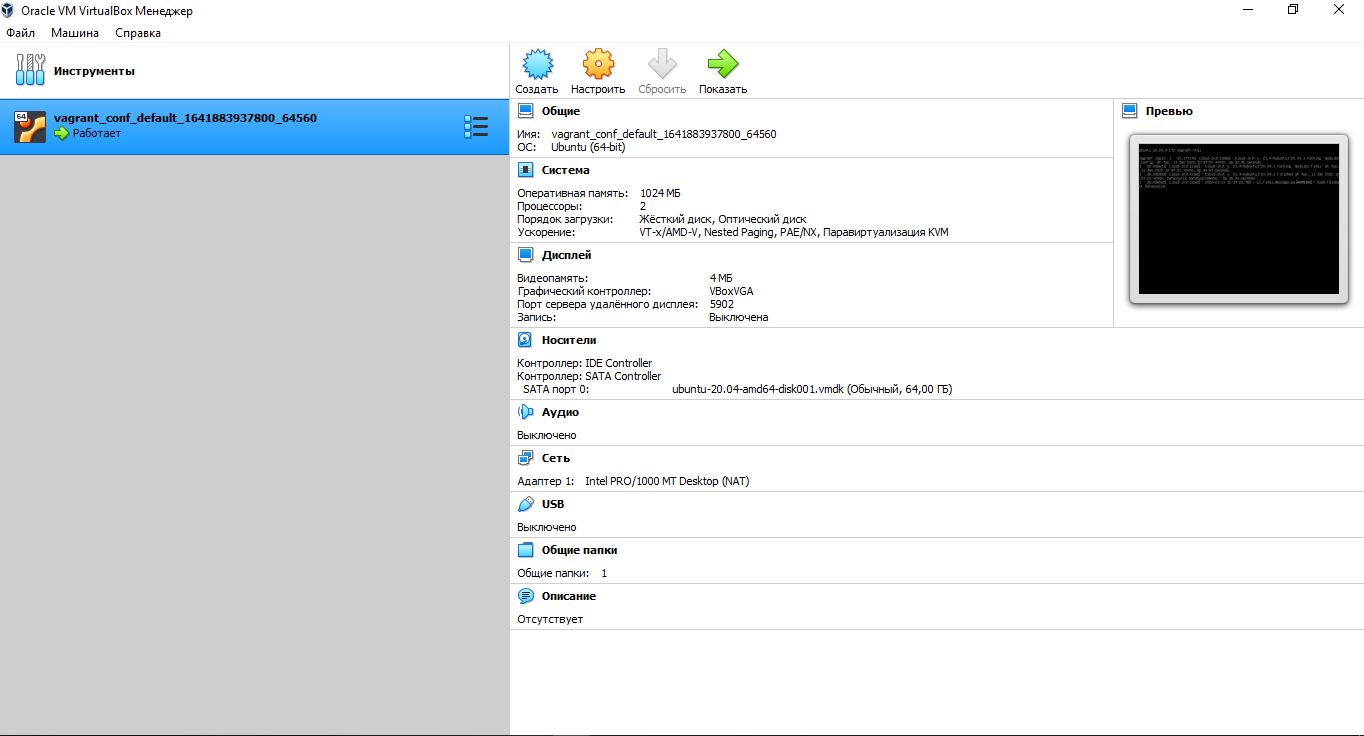 Oracle VM VirtualBox Менеджер
Файл Машина Справка
Инструменты
Создать Настроить Сбросить Показать
64
vagrant_conf_default_1641883937800_64560
Работает
Общие
Имя: vagrant_conf_default_1641883937800_64560
ОС: Ubuntu (64-bit)
Превью
Система
Оперативная память: 1024 МБ
Процессоры: 2
Порядок загрузки: Жёсткий диск, Оптический диск
Ускорение: VT-x/AMD-V, Nested Paging, PAE/NX, Паравиртуализация KVM
Дисплей
Видеопамять: 4 МБ
Графический контроллер: VBoxVGA
Порт сервера удалённого дисплея: 5902
Запись: Выключена
Носители
Контроллер: IDE Controller
Контроллер: SATA Controller
SATA порт 0: ubuntu-20.04-amd64-disk001.vmdk (Обычный, 64,00 ГБ)
Аудио
Выключено
Сеть
Адаптер 1: Intel PRO/1000 MT Desktop (NAT)
USB
Выключено
Общие папки
Общие папки: 1
Описание
Отсутствует